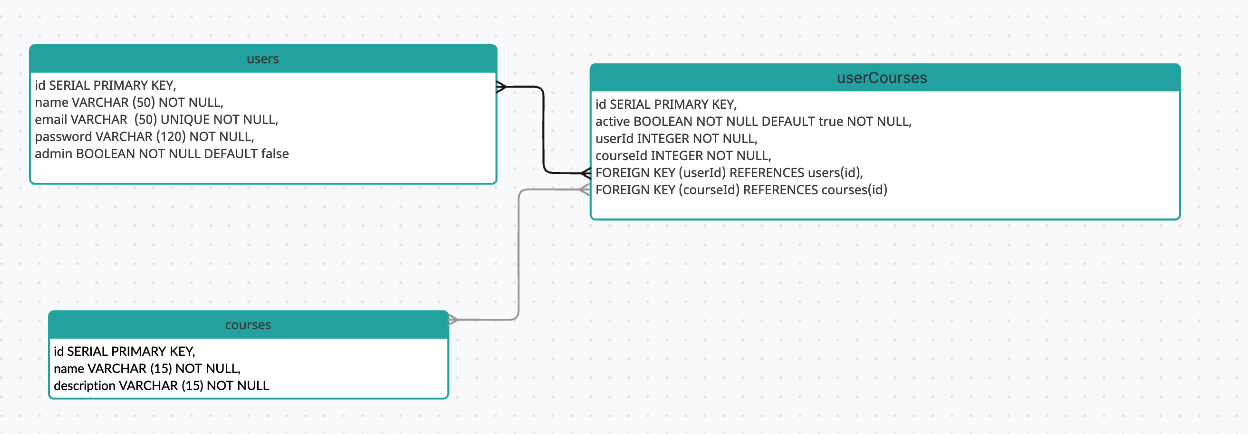 users
id SERIAL PRIMARY KEY,
name VARCHAR (50) NOT NULL,
email VARCHAR  (50) UNIQUE NOT NULL,
password VARCHAR (120) NOT NULL,
admin BOOLEAN NOT NULL DEFAULT false
userCourses
id SERIAL PRIMARY KEY,
active BOOLEAN NOT NULL DEFAULT true NOT NULL,
userId INTEGER NOT NULL,
courseId INTEGER NOT NULL,
FOREIGN KEY (userId) REFERENCES users(id),
FOREIGN KEY (courseId) REFERENCES courses(id)
courses
id SERIAL PRIMARY KEY,
name VARCHAR (15) NOT NULL,
description VARCHAR (15) NOT NULL